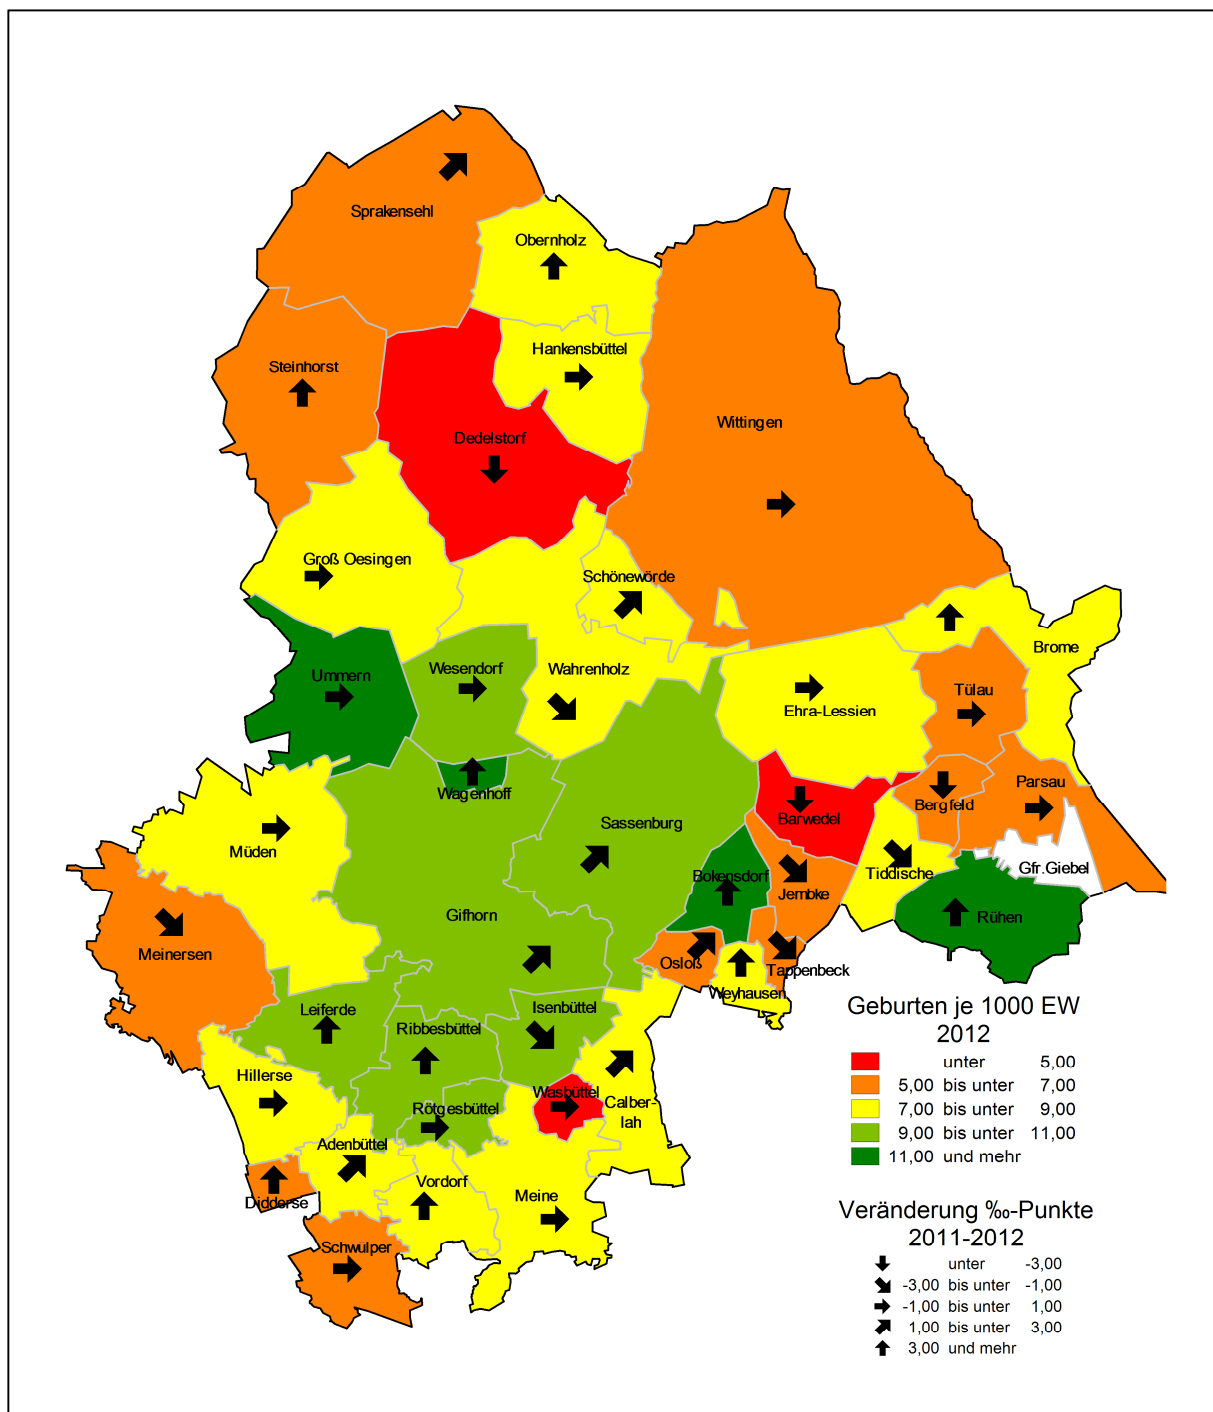 Sprakensehl
Obernholz
Hankensbüttel
Steinhorst
Wittingen
Dedelstorf
Groß Oesingen
Schönewörde
Brome
Ummern
Wesendorf
Wahrenholz
Tülau
Ehra-Lessien
Parsau
Wagenhoff
Bergfeld
Sassenburg
Barwedel
Müden
Gfr.Giebel
Bokensdorf
Tiddische
Jembke
Gifhorn
Rühen
Meinersen
Osloß
Tappenbeck
Weyhausen
Leiferde
Isenbüttel
Ribbesbüttel
Hillerse
Wasbüttel
Calber-
lah
Rötgesbüttel
Adenbüttel
Vordorf
Meine
Didderse
Schwülper
Geburten je 1000 EW
2012
unter 5,00
5,00 bis unter 7,00
7,00 bis unter 9,00
9,00 bis unter 11,00
11,00 und mehr
Veränderung ‰-Punkte
2011-2012
unter -3,00
-3,00 bis unter -1,00
-1,00 bis unter 1,00
1,00 bis unter 3,00
3,00 und mehr